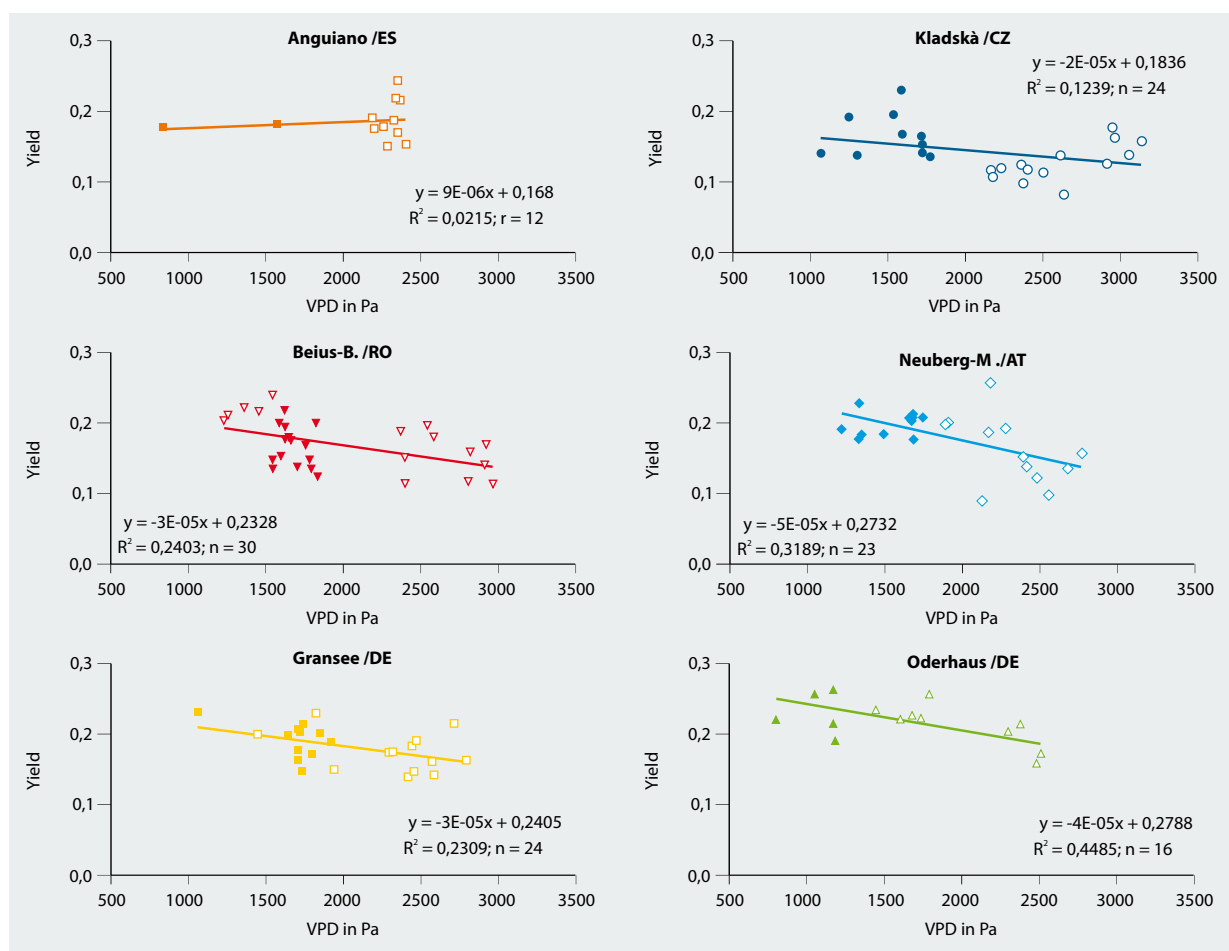 Anguiano /ES
0,3
0,2
0,1
0,0
Yield
y = 9E-06x + 0,168
R² = 0,0215; r = 12
500 1000 1500 2000 2500 3000 3500
VPD in Pa
Kladskà /CZ
0,3
0,2
0,1
0,0
Yield
y = -2E-05x + 0,1836
R² = 0,1239; n = 24
500 1000 1500 2000 2500 3000 3500
VPD in Pa
Beius-B. /RO
0,3
0,2
0,1
0,0
Yield
y = -3E-05x + 0,2328
R² = 0,2403; n = 30
500 1000 1500 2000 2500 3000 3500
VPD in Pa
Neuberg-M ./AT
0,3
0,2
0,1
0,0
Yield
y = -5E-05x + 0,2732
R² = 0,3189; n = 23
500 1000 1500 2000 2500 3000 3500
VPD in Pa
Gransee /DE
0,3
0,2
0,1
0,0
Yield
y = -3E-05x + 0,2405
R² = 0,2309; n = 24
500 1000 1500 2000 2500 3000 3500
VPD in Pa
Oderhaus /DE
0,3
0,2
0,1
0,0
Yield
y = -4E-05x + 0,2788
R² = 0,4485; n = 16
500 1000 1500 2000 2500 3000 3500
VPD in Pa